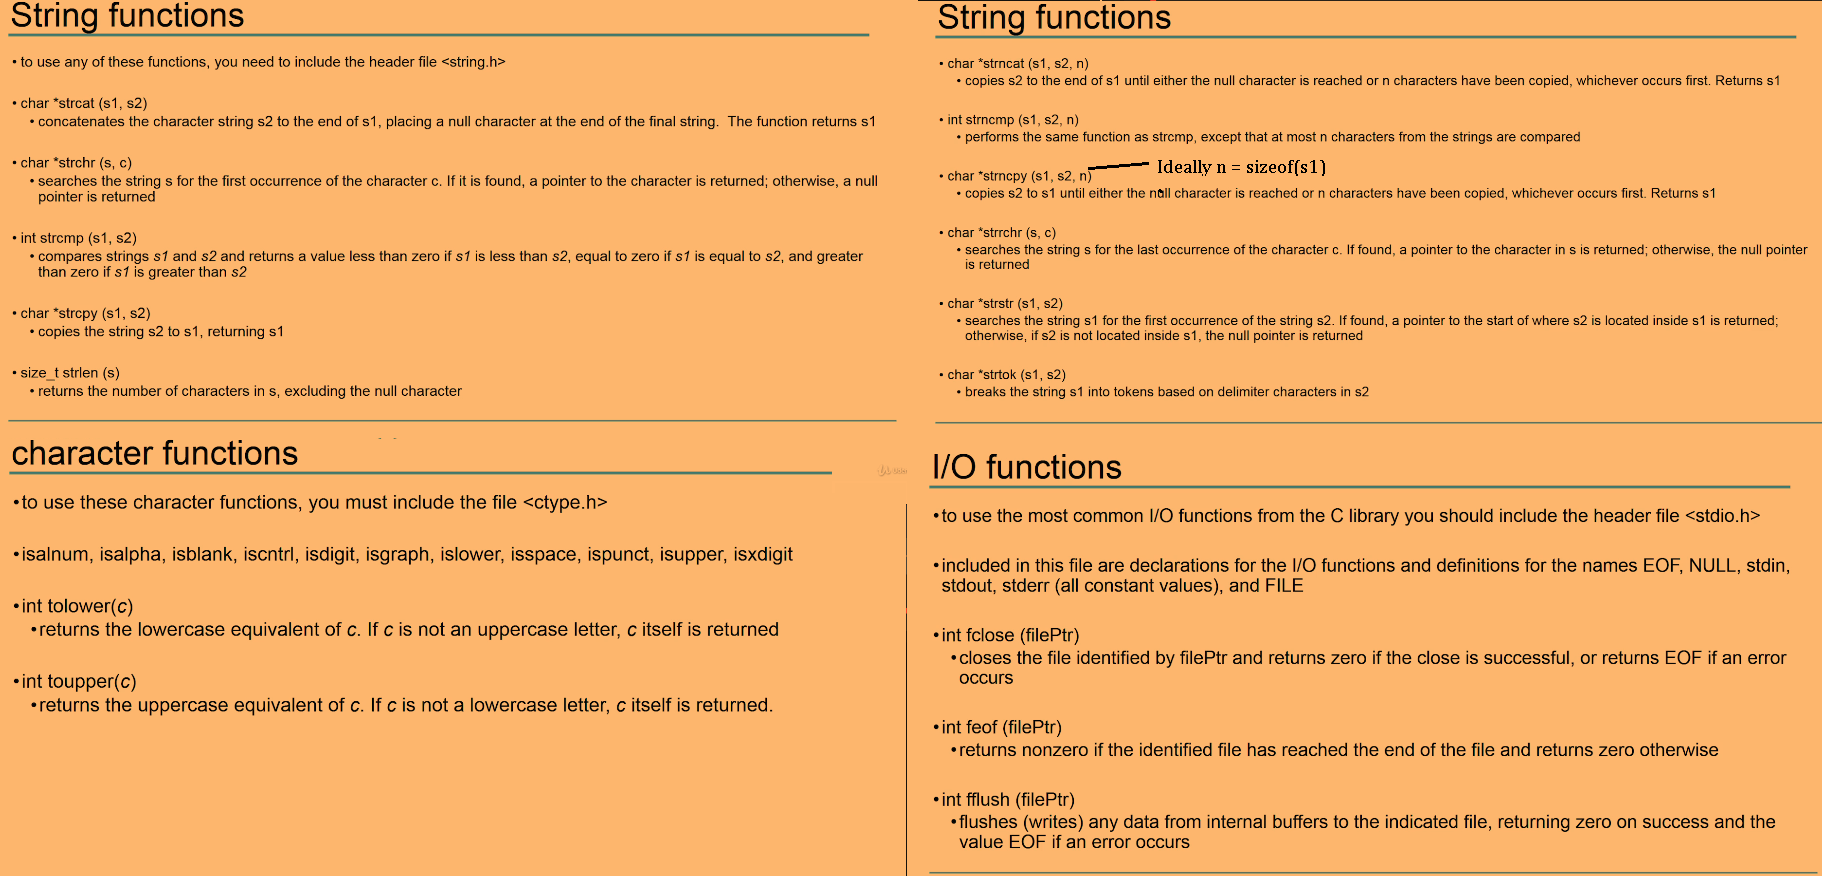 String functions
• to use any of these functions, you need to include the header file <string.h>
• char *strcat (s1, s2)
• concatenates the character string s2 to the end of s1, placing a null character at the end of the final string. The function returns s1
• char *strchr (s, c)
• searches the string s for the first occurrence of the character c. If it is found, a pointer to the character is returned; otherwise, a null
pointer is returned
• int strcmp (s1, s2)
• compares strings s1 and s2 and returns a value less than zero if s1 is less than s2, equal to zero if s1 is equal to s2, and greater
than zero if s1 is greater than s2
• char *strcpy (s1, s2)
• copies the string s2 to s1, returning s1
• size_t strlen (s)
• returns the number of characters in s, excluding the null character
String functions
• char *strncat (s1, s2, n)
• copies s2 to the end of s1 until either the null character is reached or n characters have been copied, whichever occurs first. Returns s1
• int strncmp (s1, s2, n)
• performs the same function as strcmp, except that at most n characters from the strings are compared
• char *strncpy (s1, s2, n)
Ideally n = sizeof(s1)
• copies s2 to s1 until either the null character is reached or n characters have been copied, whichever occurs first. Returns s1
• char *strrchr (s, c)
• searches the string s for the last occurrence of the character c. If found, a pointer to the character in s is returned; otherwise, the null pointer
is returned
• char *strstr (s1, s2)
• searches the string s1 for the first occurrence of the string s2. If found, a pointer to the start of where s2 is located inside s1 is returned;
otherwise, if s2 is not located inside s1, the null pointer is returned
• char *strtok (s1, s2)
• breaks the string s1 into tokens based on delimiter characters in s2
character functions
• to use these character functions, you must include the file <ctype.h>
• isalnum, isalpha, isblank, iscntrl, isdigit, isgraph, islower, isspace, ispunct, isupper, isxdigit
• int tolower(c)
• returns the lowercase equivalent of c. If c is not an uppercase letter, c itself is returned
• int toupper(c)
• returns the uppercase equivalent of c. If c is not a lowercase letter, c itself is returned.
I/O functions
• to use the most common I/O functions from the C library you should include the header file <stdio.h>
• included in this file are declarations for the I/O functions and definitions for the names EOF, NULL, stdin,
stdout, stderr (all constant values), and FILE
• int fclose (filePtr)
• closes the file identified by filePtr and returns zero if the close is successful, or returns EOF if an error
occurs
• int feof (filePtr)
• returns nonzero if the identified file has reached the end of the file and returns zero otherwise
• int fflush (filePtr)
• flushes (writes) any data from internal buffers to the indicated file, returning zero on success and the
value EOF if an error occurs